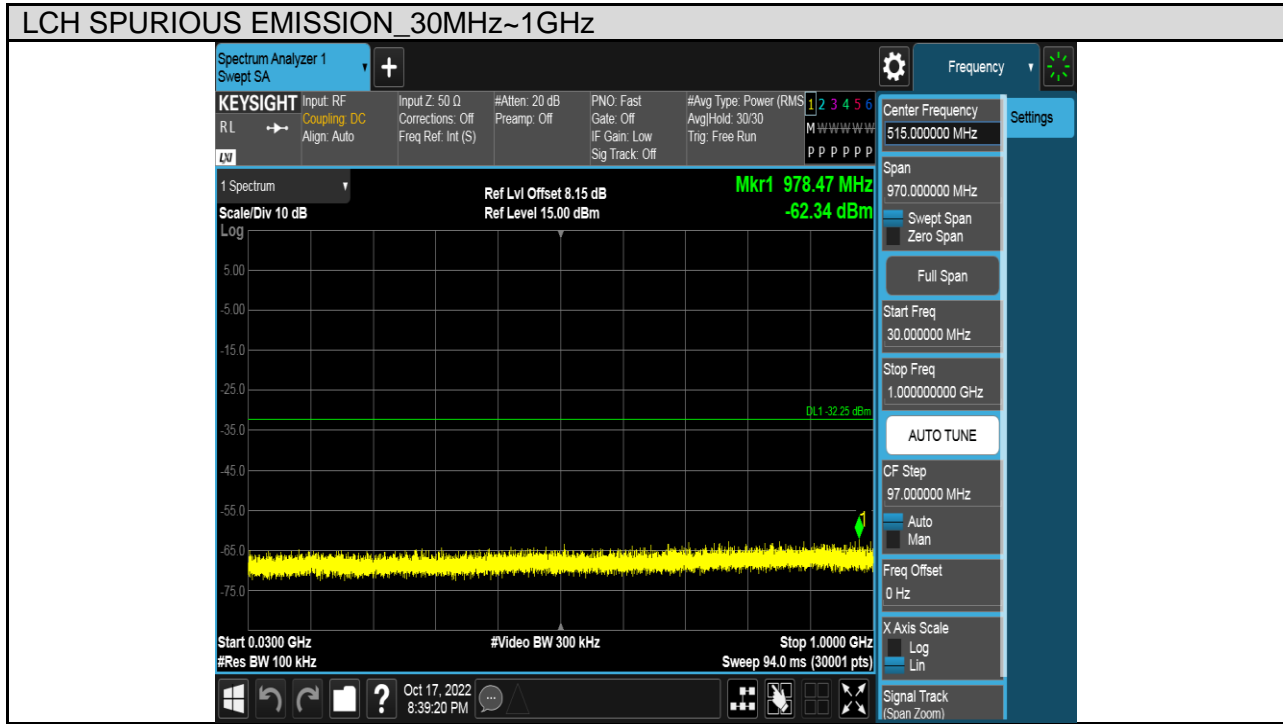 LCH SPURIOUS EMISSION_30MHz~1GHz
Spectrum Analyzer 1
Swept SA
Frequency
KEYSIGHT
RL
LXI
Input: RF
Coupling: DC
Align: Auto
Input Z: 50 Ω
Corrections: Off
Freq Ref: Int (S)
#Atten: 20 dB
Preamp: Off
PNO: Fast
Gate: Off
IF Gain: Low
Sig Track: Off
#Avg Type: Power (RMS
Avg|Hold: 30/30
Trig: Free Run
1 2 3 4 5 6
M W W W W W
P P P P P P
1 Spectrum
Scale/Div 10 dB
Log
Ref Lvl Offset 8.15 dB
Ref Level 15.00 dBm
Mkr1 978.47 MHz
-62.34 dBm
5.00
-5.00
-15.0
-25.0
DL1 -32.25 dBm
-35.0
-45.0
-55.0
1
-65.0
-75.0
Start 0.0300 GHz
#Video BW 300 kHz
Stop 1.0000 GHz
#Res BW 100 kHz
Sweep 94.0 ms (30001 pts)
?
Oct 17, 2022
8:39:20 PM
Center Frequency
515.000000 MHz
Settings
Span
970.000000 MHz
Swept Span
Zero Span
Full Span
Start Freq
30.000000 MHz
Stop Freq
1.000000000 GHz
AUTO TUNE
CF Step
97.000000 MHz
Auto
Man
Freq Offset
0 Hz
X Axis Scale
Log
Lin
Signal Track
(Span Zoom)